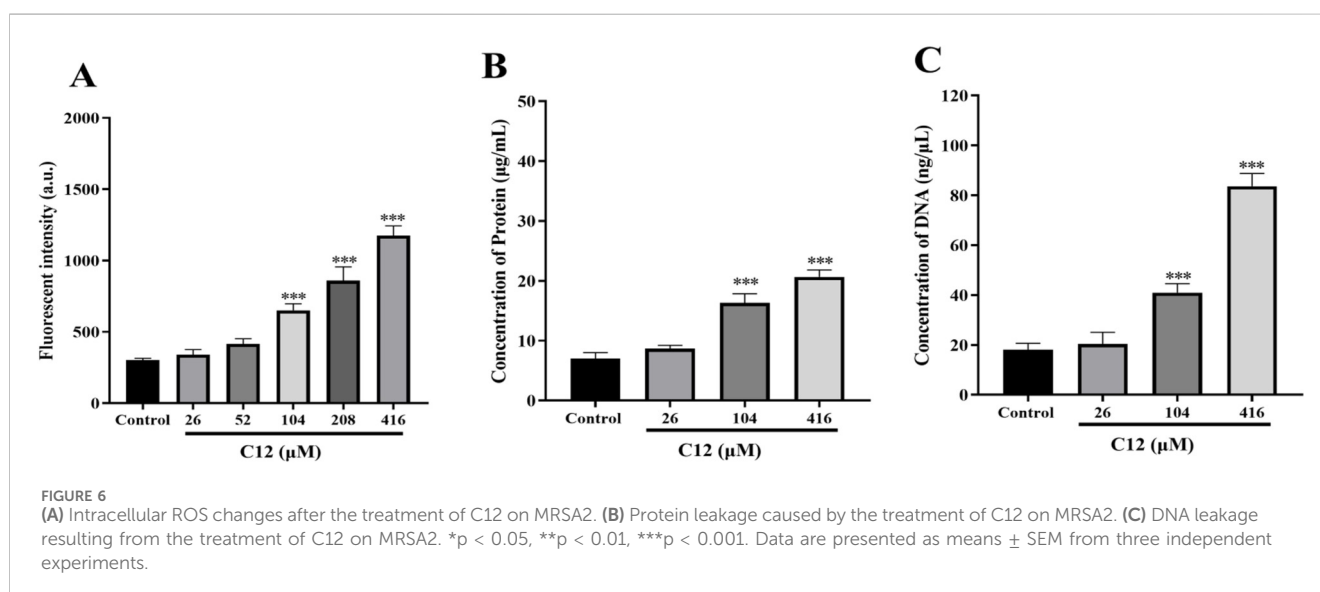 A
Fluorescent intensity (a.u.)
2000
1500
1000
500
0
***
***
***
Control
26
52
104
208
416
C12 (μM)
B
Concentration of Protein (μg/mL)
50
40
30
20
10
0
***
***
Control
26
104
416
C12 (μM)
C
Concentration of DNA (ng/μL)
120
100
80
60
40
20
0
***
***
Control
26
104
416
C12 (μM)
FIGURE 6
(A) Intracellular ROS changes after the treatment of C12 on MRSA2. (B) Protein leakage caused by the treatment of C12 on MRSA2. (C) DNA leakage
resulting from the treatment of C12 on MRSA2. *p < 0.05, **p < 0.01, ***p < 0.001. Data are presented as means ± SEM from three independent
experiments.